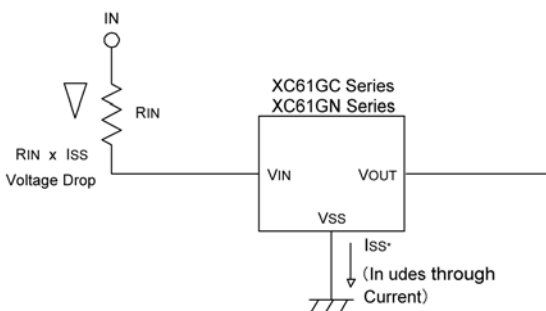 IN
XC61GC Series
XC61GN Series
RIN
RIN x ISS
Voltage Drop
VIN
VOUT
VSS
ISS*
(In udes through
Current)